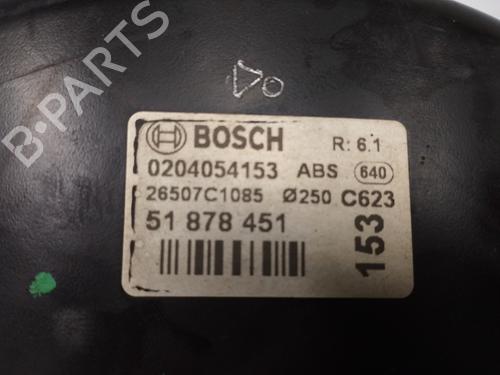 B-PARTS
BOSCH R: 6.1
0204054153 ABS 640
26507C1085 Ø250 C623
51 878 451
153